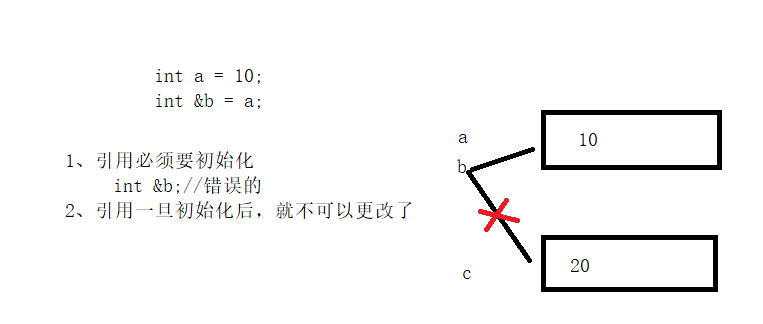 int a = 10;
int &b = a;
1、引用必须要初始化
int &b;//错误的
2、引用一旦初始化后，就不可以更改了
a
10
b
c
20